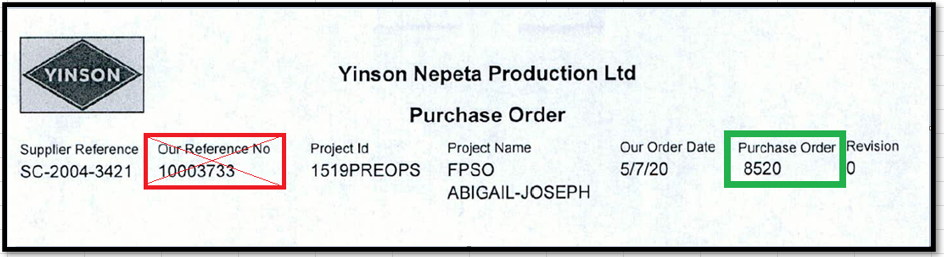 YINSON
Yinson Nepeta Production Ltd
Purchase Order
Supplier Reference Our Reference No Project Id Project Name Our Order Date Purchase Order Revision
SC-2004-3421 10003733 1519PREOPS FPSO 5/7/20 8520 0
ABIGAIL-JOSEPH